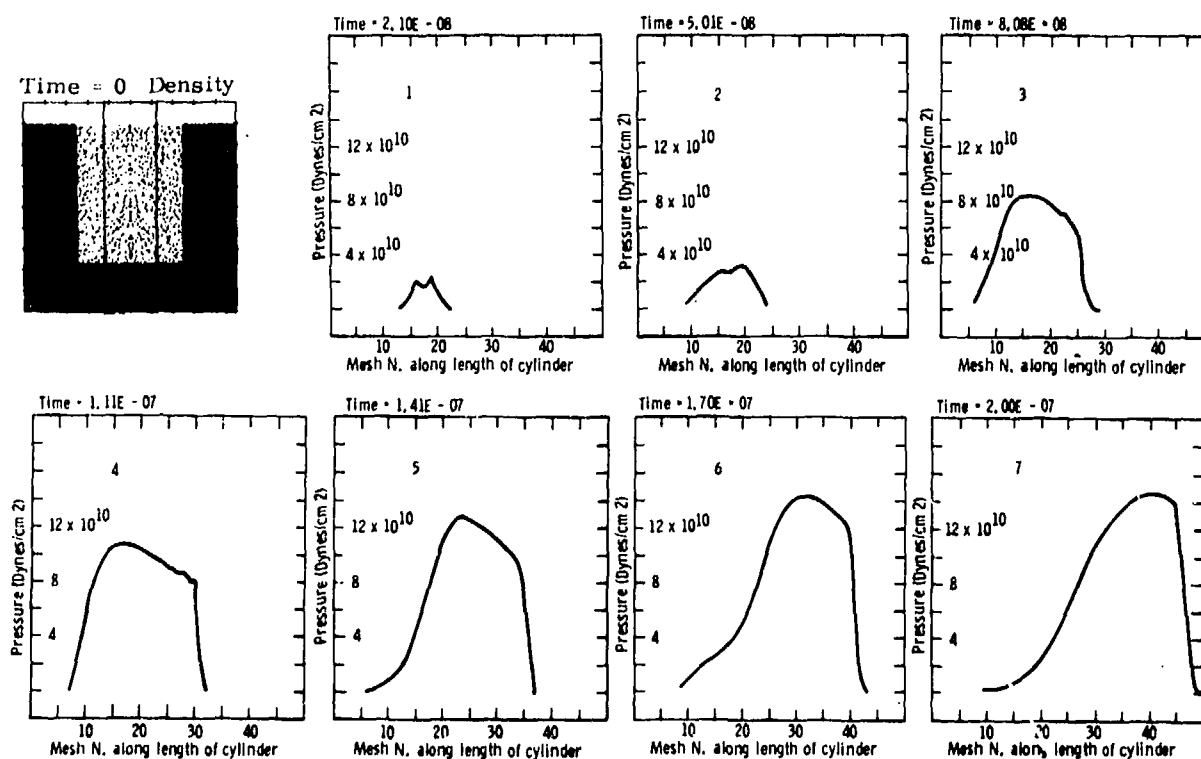 Time = 0 Density
Time = 2.10E - 08
1
12 x 10^10
8 x 10^10
4 x 10^10
Pressure (Dynes/cm 2)
10 20 30 40
Mesh N. along length of cylinder
Time = 5.01E - 08
2
12 x 10^10
8 x 10^10
4 x 10^10
Pressure (Dynes/cm 2)
10 20 30 40
Mesh N. along length of cylinder
Time = 8.08E - 08
3
12 x 10^10
8 x 10^10
4 x 10^10
Pressure (Dynes/cm 2)
10 20 30 40
Mesh N. along length of cylinder
Time = 1.11E - 07
4
12 x 10^10
8
4
Pressure (Dynes/cm 2)
10 20 30 40
Mesh N. along length of cylinder
Time = 1.41E - 07
5
12 x 10^10
8
4
Pressure (Dynes/cm 2)
10 20 30 40
Mesh N. along length of cylinder
Time = 1.70E - 07
6
12 x 10^10
8
4
Pressure (Dynes/cm 2)
10 20 30 40
Mesh N. along length of cylinder
Time = 2.00E - 07
7
12 x 10^10
8
4
Pressure (Dynes/cm 2)
10 20 30 40
Mesh N. along length of cylinder